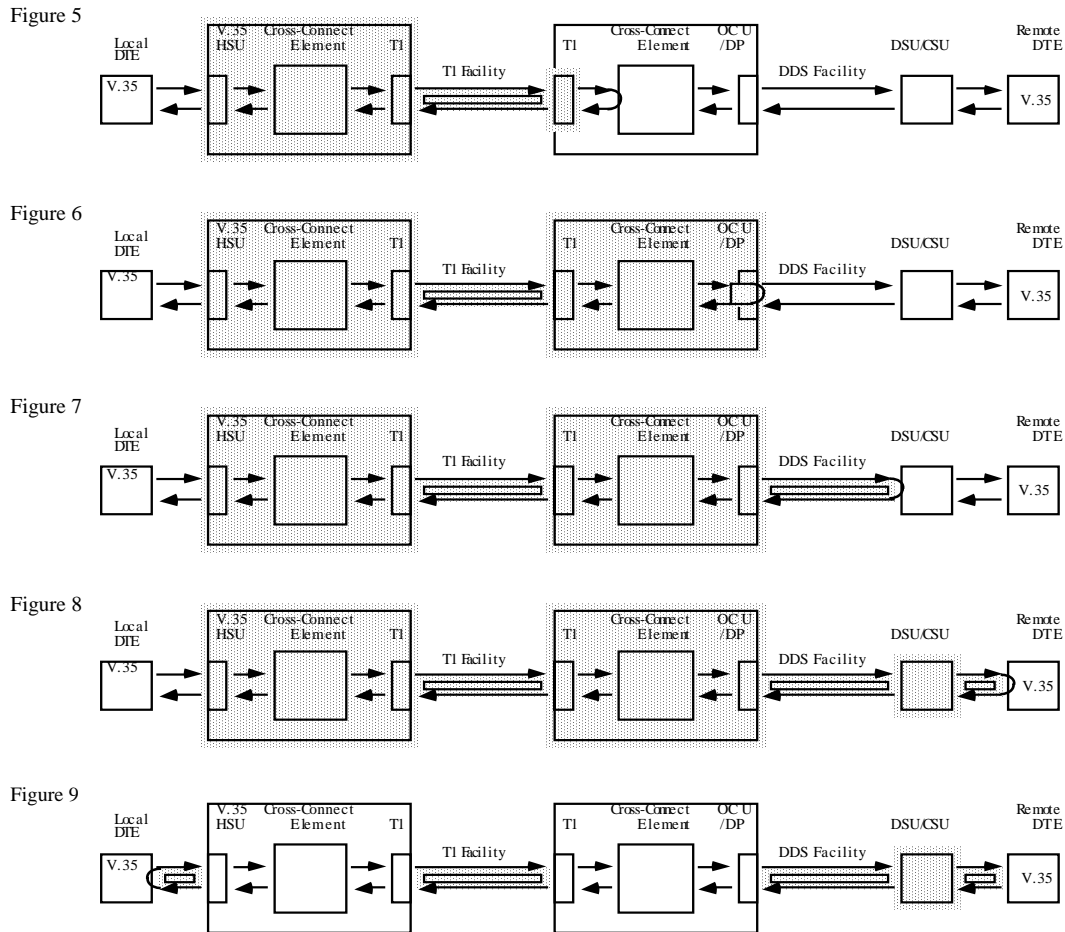 Figure 5
Local DTE
V.35 HSU
Cross-Connect Element
T1
T1 Facility
T1
Cross-Connect Element
OCU /DP
DDS Facility
DSU/CSU
Remote DTE
V.35
V.35
Figure 6
Local DTE
V.35 HSU
Cross-Connect Element
T1
T1 Facility
T1
Cross-Connect Element
OCU /DP
DDS Facility
DSU/CSU
Remote DTE
V.35
V.35
Figure 7
Local DTE
V.35 HSU
Cross-Connect Element
T1
T1 Facility
T1
Cross-Connect Element
OCU /DP
DDS Facility
DSU/CSU
Remote DTE
V.35
V.35
Figure 8
Local DTE
V.35 HSU
Cross-Connect Element
T1
T1 Facility
T1
Cross-Connect Element
OCU /DP
DDS Facility
DSU/CSU
Remote DTE
V.35
V.35
Figure 9
Local DTE
V.35 HSU
Cross-Connect Element
T1
T1 Facility
T1
Cross-Connect Element
OCU /DP
DDS Facility
DSU/CSU
Remote DTE
V.35
V.35